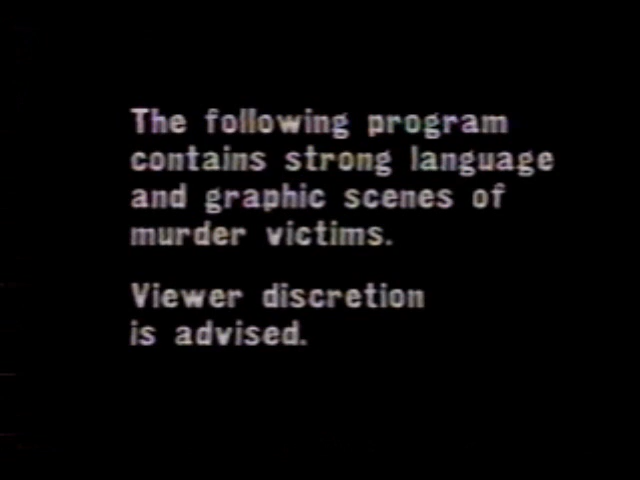 The following program
contains strong language
and graphic scenes of
murder victims.
Viewer discretion
is advised.